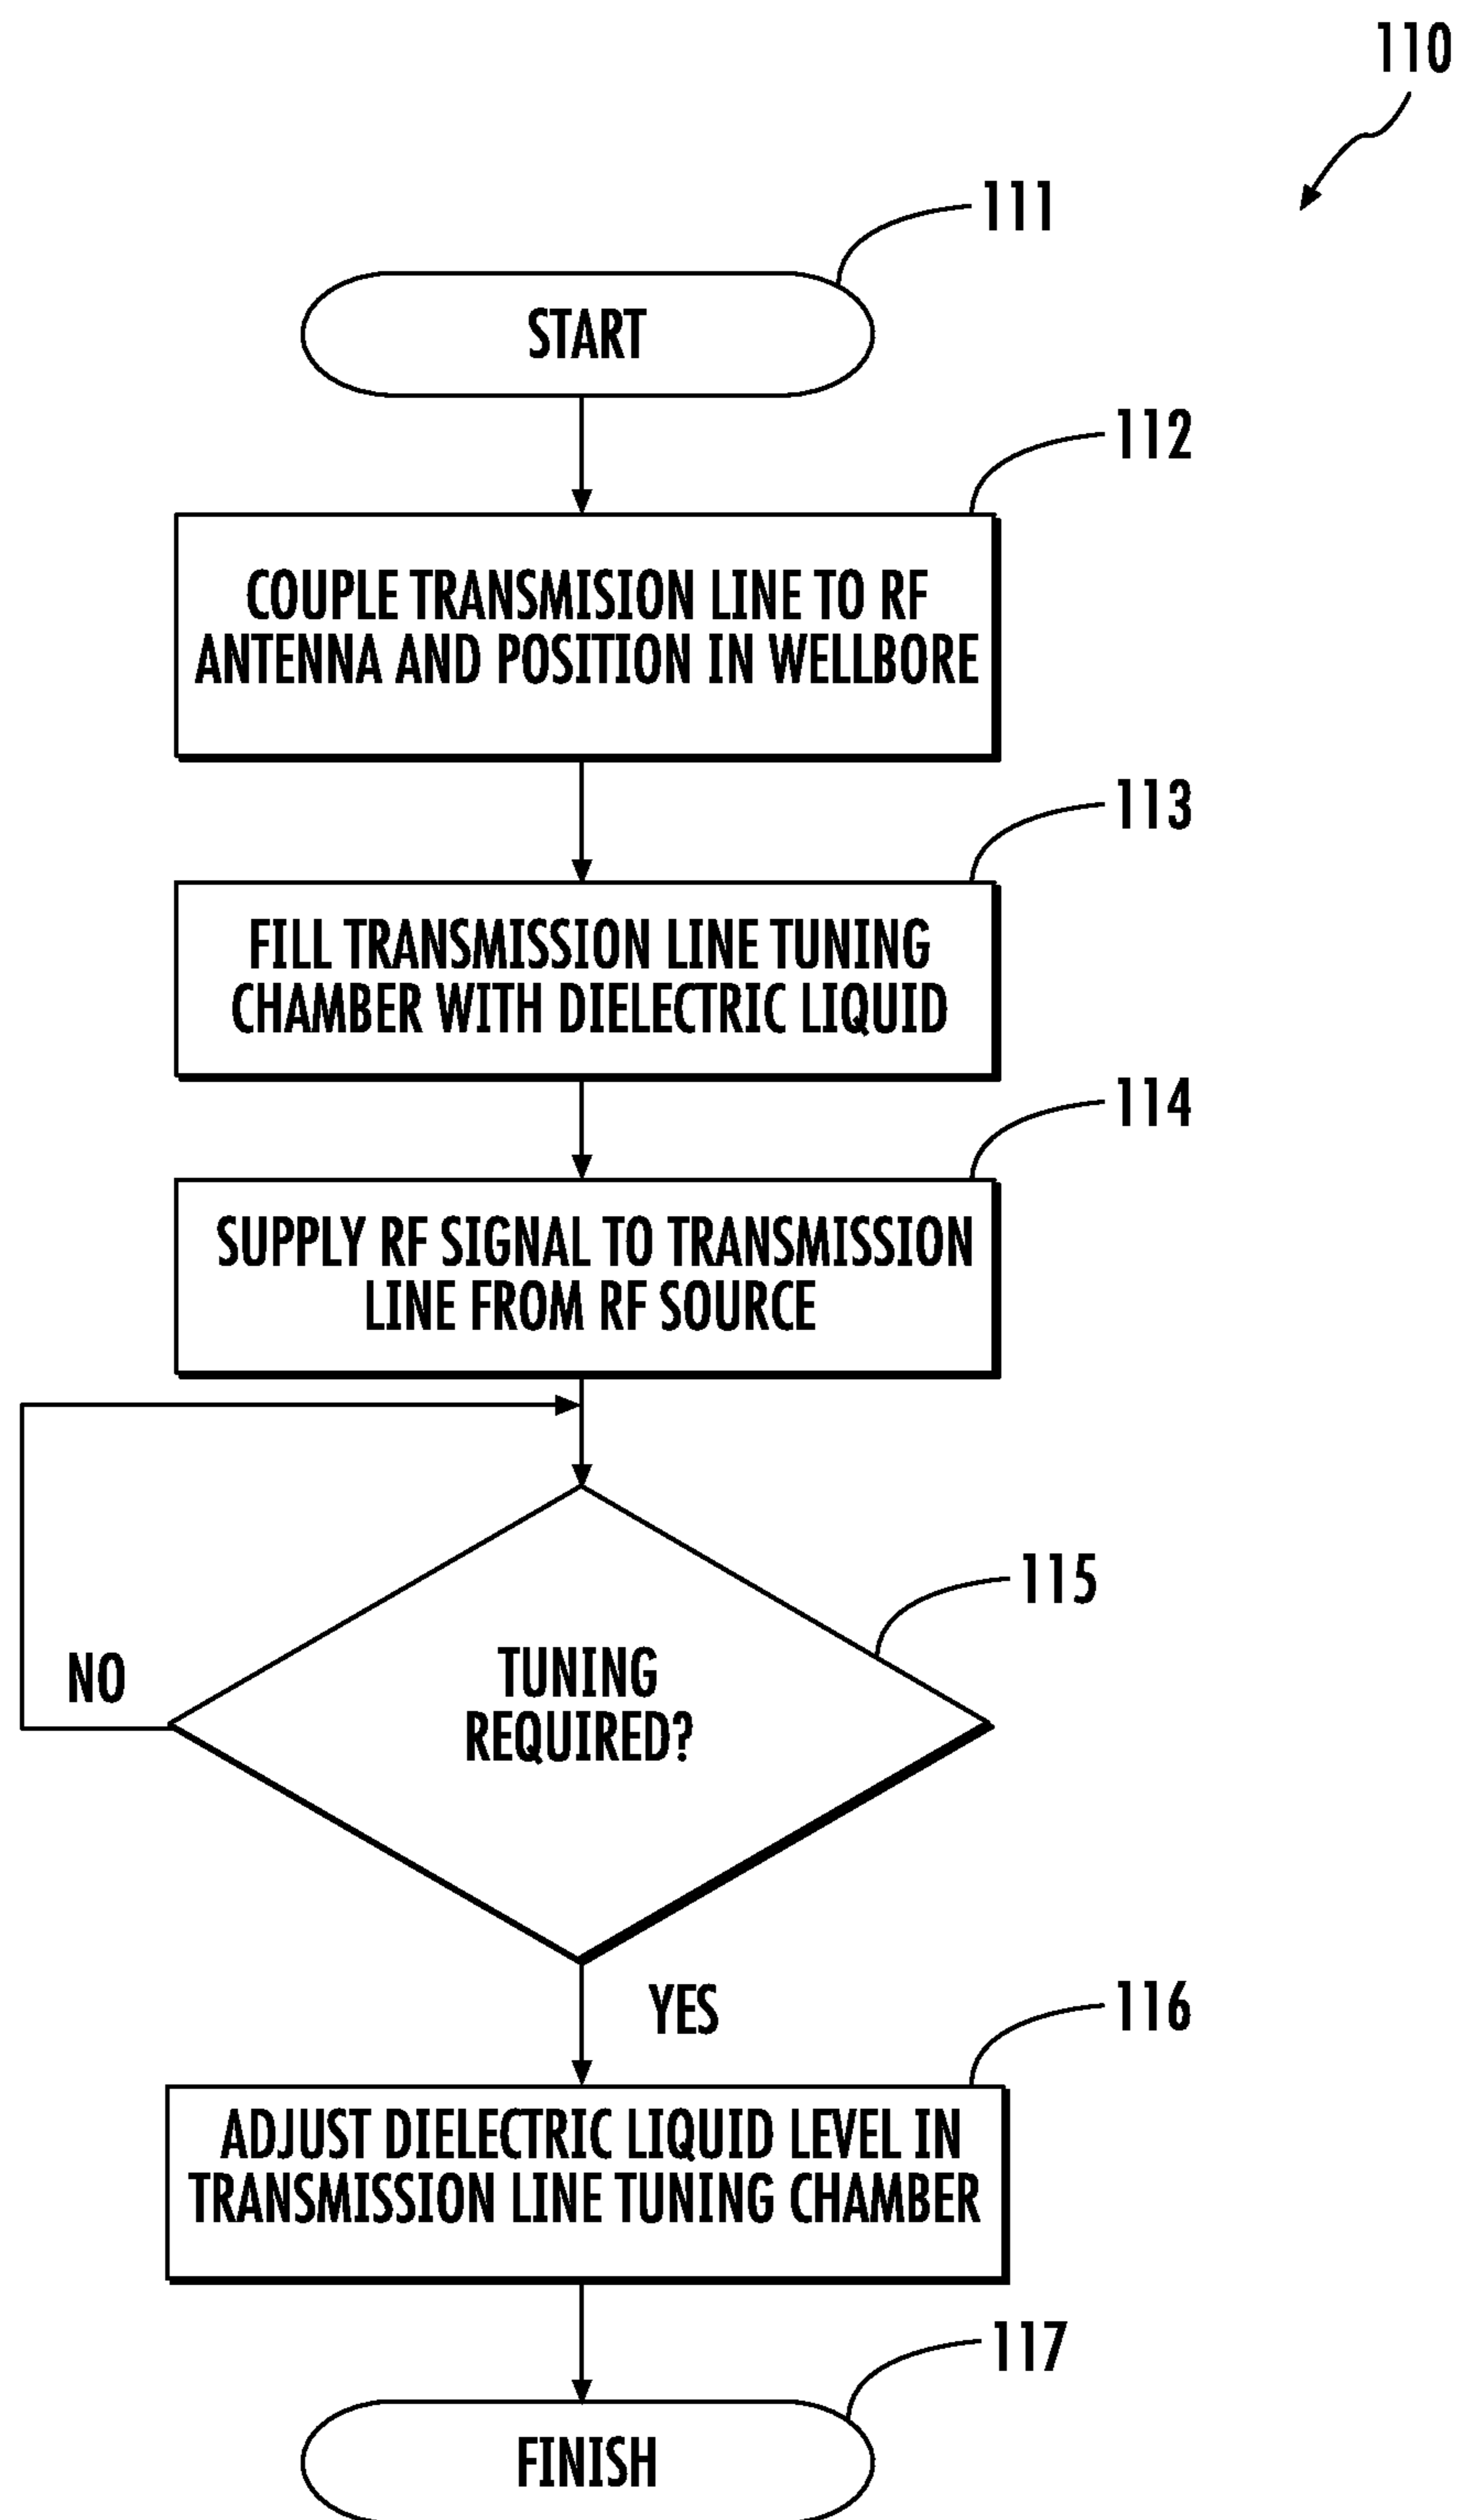 110
111
START
112
COUPLE TRANSMISION LINE TO RF
ANTENNA AND POSITION IN WELLBORE
113
FILL TRANSMISSION LINE TUNING
CHAMBER WITH DIELECTRIC LIQUID
114
SUPPLY RF SIGNAL TO TRANSMISSION
LINE FROM RF SOURCE
115
TUNING
REQUIRED?
NO
YES
116
ADJUST DIELECTRIC LIQUID LEVEL IN
TRANSMISSION LINE TUNING CHAMBER
117
FINISH